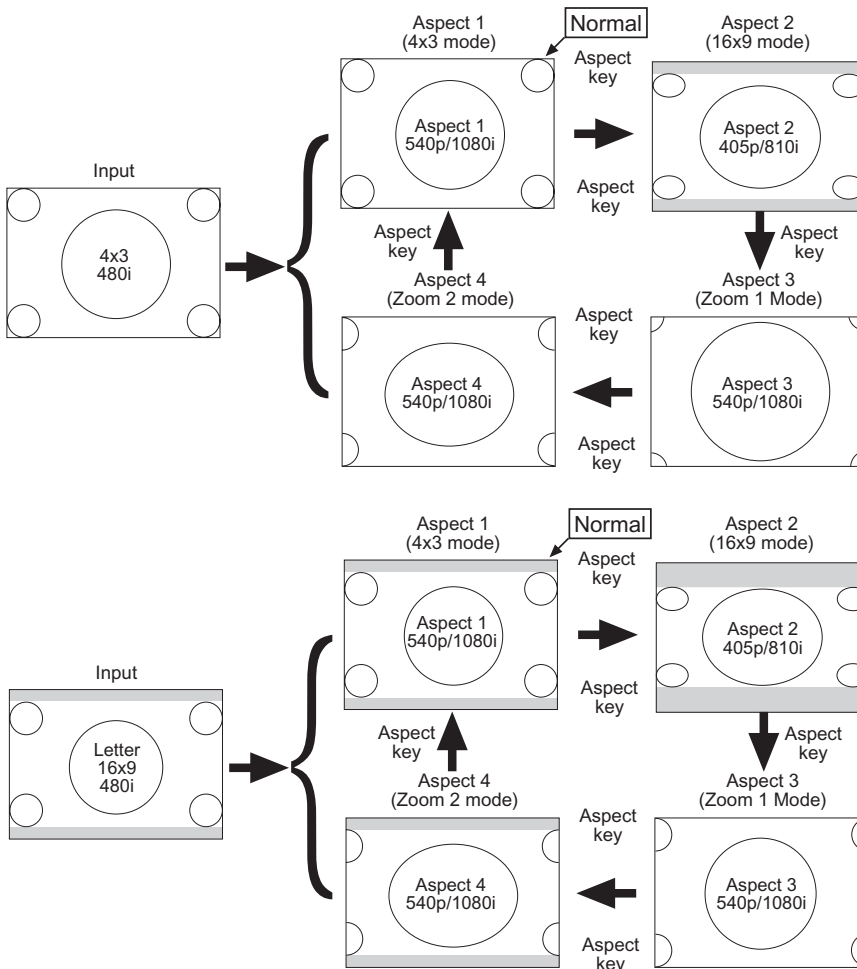 Aspect 1
(4x3 mode)
Normal
Aspect
key
Aspect 2
(16x9 mode)
Aspect 1
540p/1080i
Aspect 2
405p/810i
Aspect
key
Input
4x3
480i
Aspect
key
Aspect
key
Aspect 4
(Zoom 2 mode)
Aspect
key
Aspect 3
(Zoom 1 Mode)
Aspect 4
540p/1080i
Aspect 3
540p/1080i
Aspect
key
Aspect 1
(4x3 mode)
Normal
Aspect
key
Aspect 2
(16x9 mode)
Aspect 1
540p/1080i
Aspect 2
405p/810i
Aspect
key
Input
Letter
16x9
480i
Aspect
key
Aspect
key
Aspect 4
(Zoom 2 mode)
Aspect
key
Aspect 3
(Zoom 1 Mode)
Aspect 4
540p/1080i
Aspect 3
540p/1080i
Aspect
key